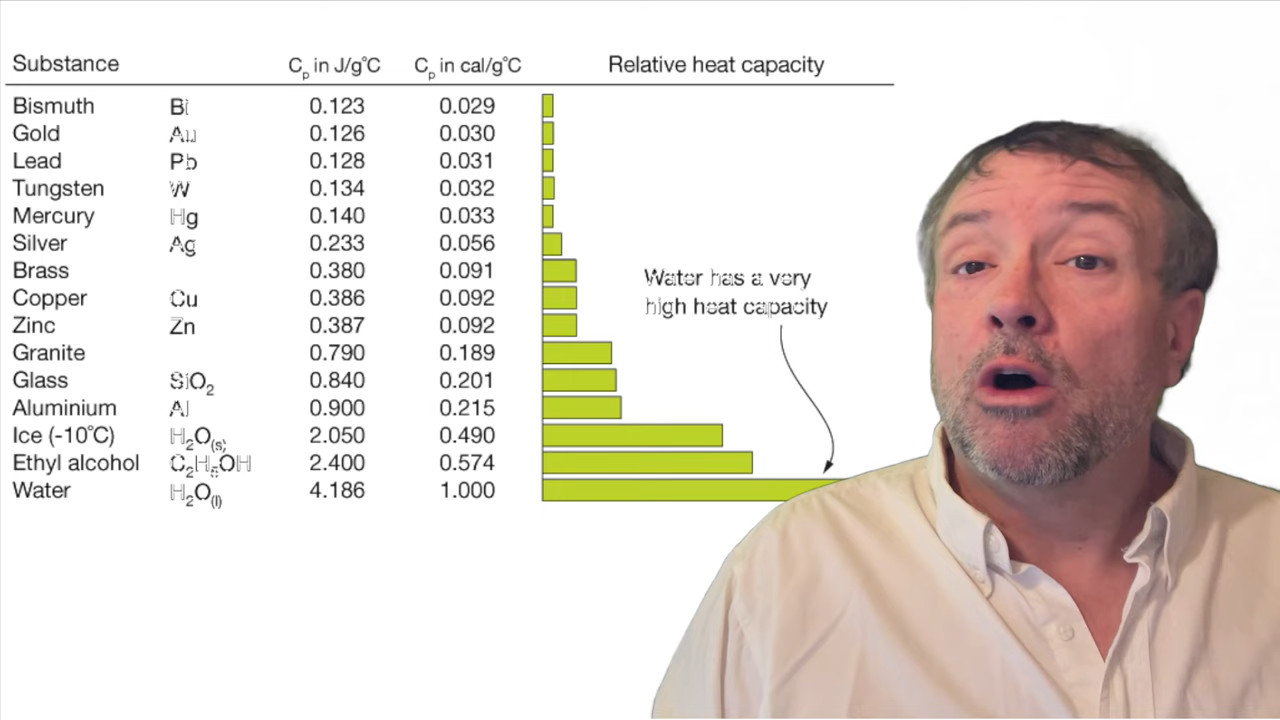 Substance C_p in J/g°C C_p in cal/g°C Relative heat capacity
Bismuth Bi 0.123 0.029
Gold Au 0.126 0.030
Lead Pb 0.128 0.031
Tungsten W 0.134 0.032
Mercury Hg 0.140 0.033
Silver Ag 0.233 0.056
Brass 0.380 0.091
Copper Cu 0.386 0.092
Zinc Zn 0.387 0.092
Granite 0.790 0.189
Glass SiO₂ 0.840 0.201
Aluminium Al 0.900 0.215
Ice (-10°C) H₂O(s) 2.050 0.490
Ethyl alcohol C₂H₅OH 2.400 0.574
Water H₂O(l) 4.186 1.000
Water has a very
high heat capacity